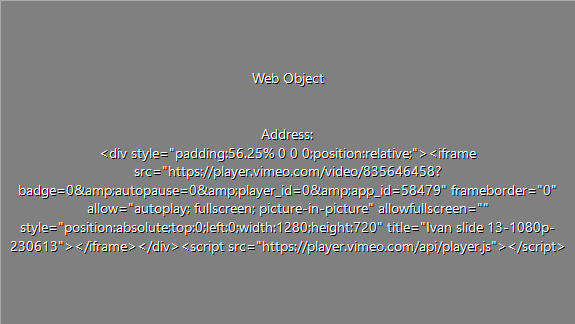 Web Object
Address:
<div style="padding:56.25% 0 0 0;position:relative;"><iframe
src="https://player.vimeo.com/video/835646458?
badge=0&amp;autopause=0&amp;player_id=0&amp;app_id=58479" frameborder="0"
allow="autoplay; fullscreen; picture-in-picture" allowfullscreen=""
style="position:absolute;top:0;left:0;width:1280;height:720" title="Ivan slide 13-1080p-
230613"></iframe></div><script src="https://player.vimeo.com/api/player.js"></script>